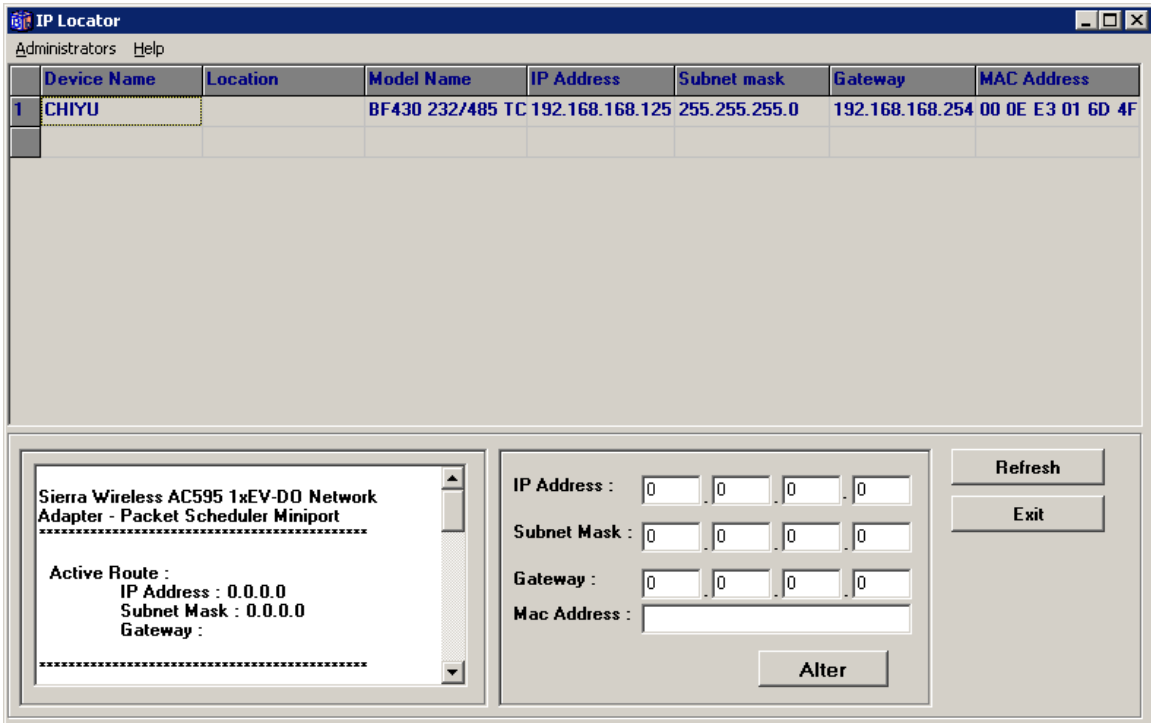 IP Locator
Administrators Help
Device Name Location Model Name IP Address Subnet mask Gateway MAC Address
1 CHIYU BF430 232/485 TC 192.168.168.125 255.255.255.0 192.168.168.254 00 0E E3 01 6D 4F
Sierra Wireless AC595 1xEV-DO Network
Adapter - Packet Scheduler Miniport
*********************************************
Active Route :
IP Address : 0.0.0.0
Subnet Mask : 0.0.0.0
Gateway :
*********************************************
IP Address : 0 . 0 . 0 . 0
Subnet Mask : 0 . 0 . 0 . 0
Gateway : 0 . 0 . 0 . 0
Mac Address :
Alter
Refresh
Exit